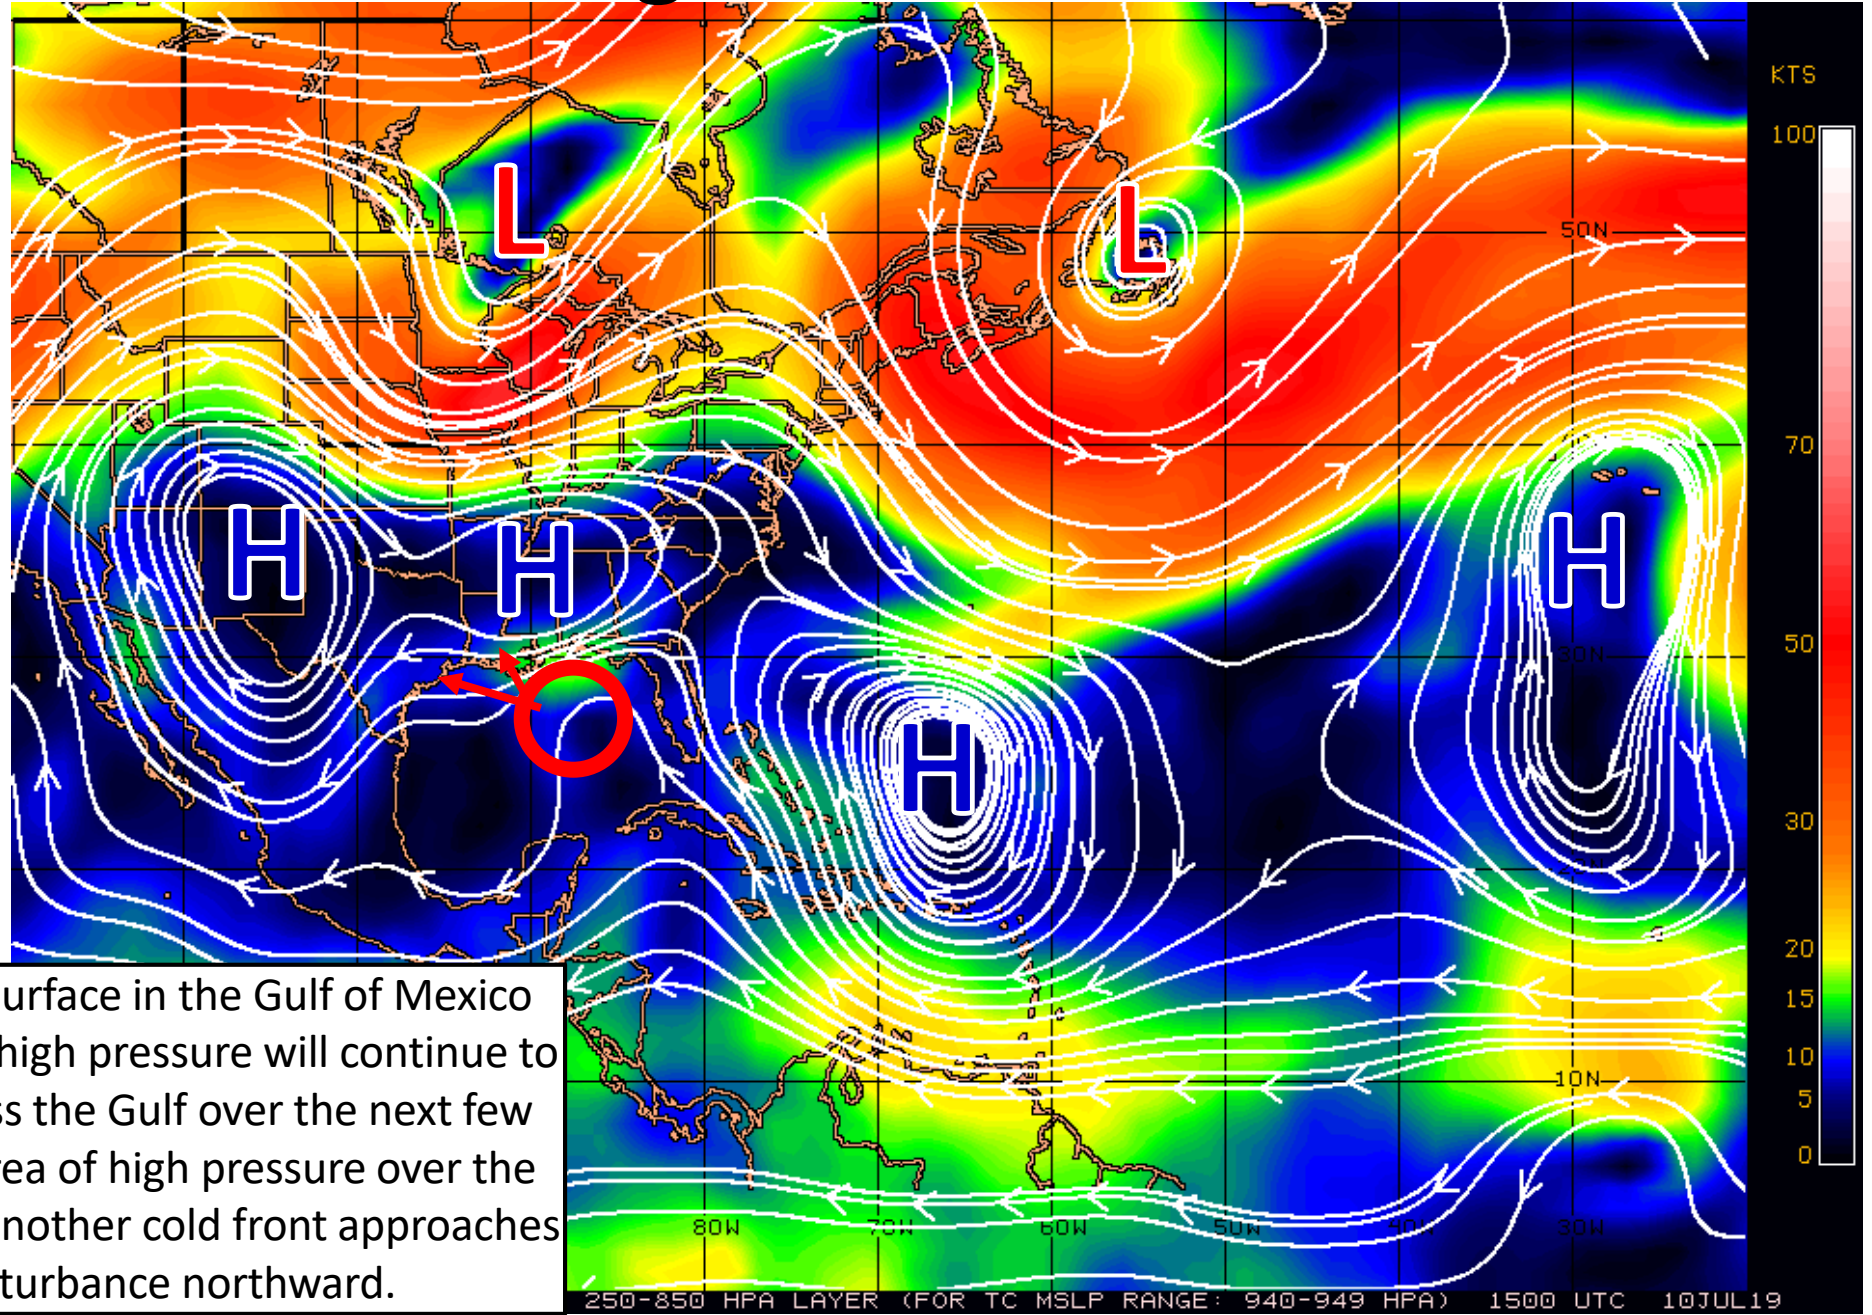 KTS
100
L
L
50N
70
H
H
H
50
30N
H
30
20
15
10
10N
5
0
urface in the Gulf of Mexico
high pressure will continue to
ss the Gulf over the next few
rea of high pressure over the
nother cold front approaches
turbance northward.
80W 70W 60W 50W 40W 30W
250-850 HPA LAYER (FOR TC MSLP RANGE: 940-949 HPA) 1500 UTC 10JUL19